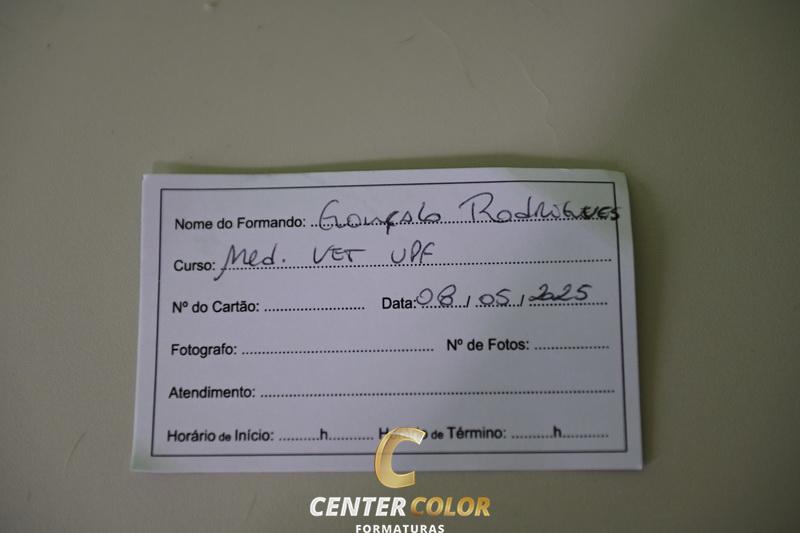 Nome do Formando: Gonçalo Rodrigues
Curso: Med. VET UPF
Nº do Cartão: Data: 08/05/2025
Fotografo: Nº de Fotos:
Atendimento:
Horário de Início: h Horário de Término: h
CENTER COLOR
FORMATURAS